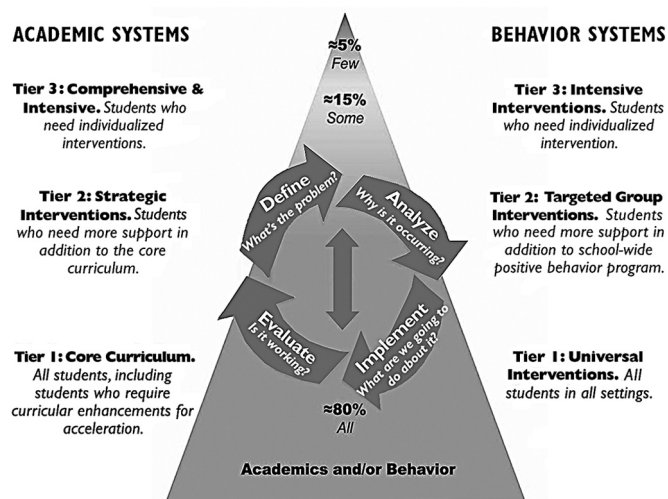 ACADEMIC SYSTEMS
Tier 3: Comprehensive &
Intensive. Students who
need individualized
interventions.
Tier 2: Strategic
Interventions. Students
who need more support in
addition to the core
curriculum.
Tier 1: Core Curriculum.
All students, including
students who require
curricular enhancements for
acceleration.
≈5%
Few
≈15%
Some
Define
What's the problem?
Analyze
Why is it occurring?
Implement
What are we going to
do about it?
Evaluate
Is it working?
≈80%
All
Academics and/or Behavior
BEHAVIOR SYSTEMS
Tier 3: Intensive
Interventions. Students
who need individualized
intervention.
Tier 2: Targeted Group
Interventions. Students
who need more support in
addition to school-wide
positive behavior program.
Tier 1: Universal
Interventions. All
students in all settings.